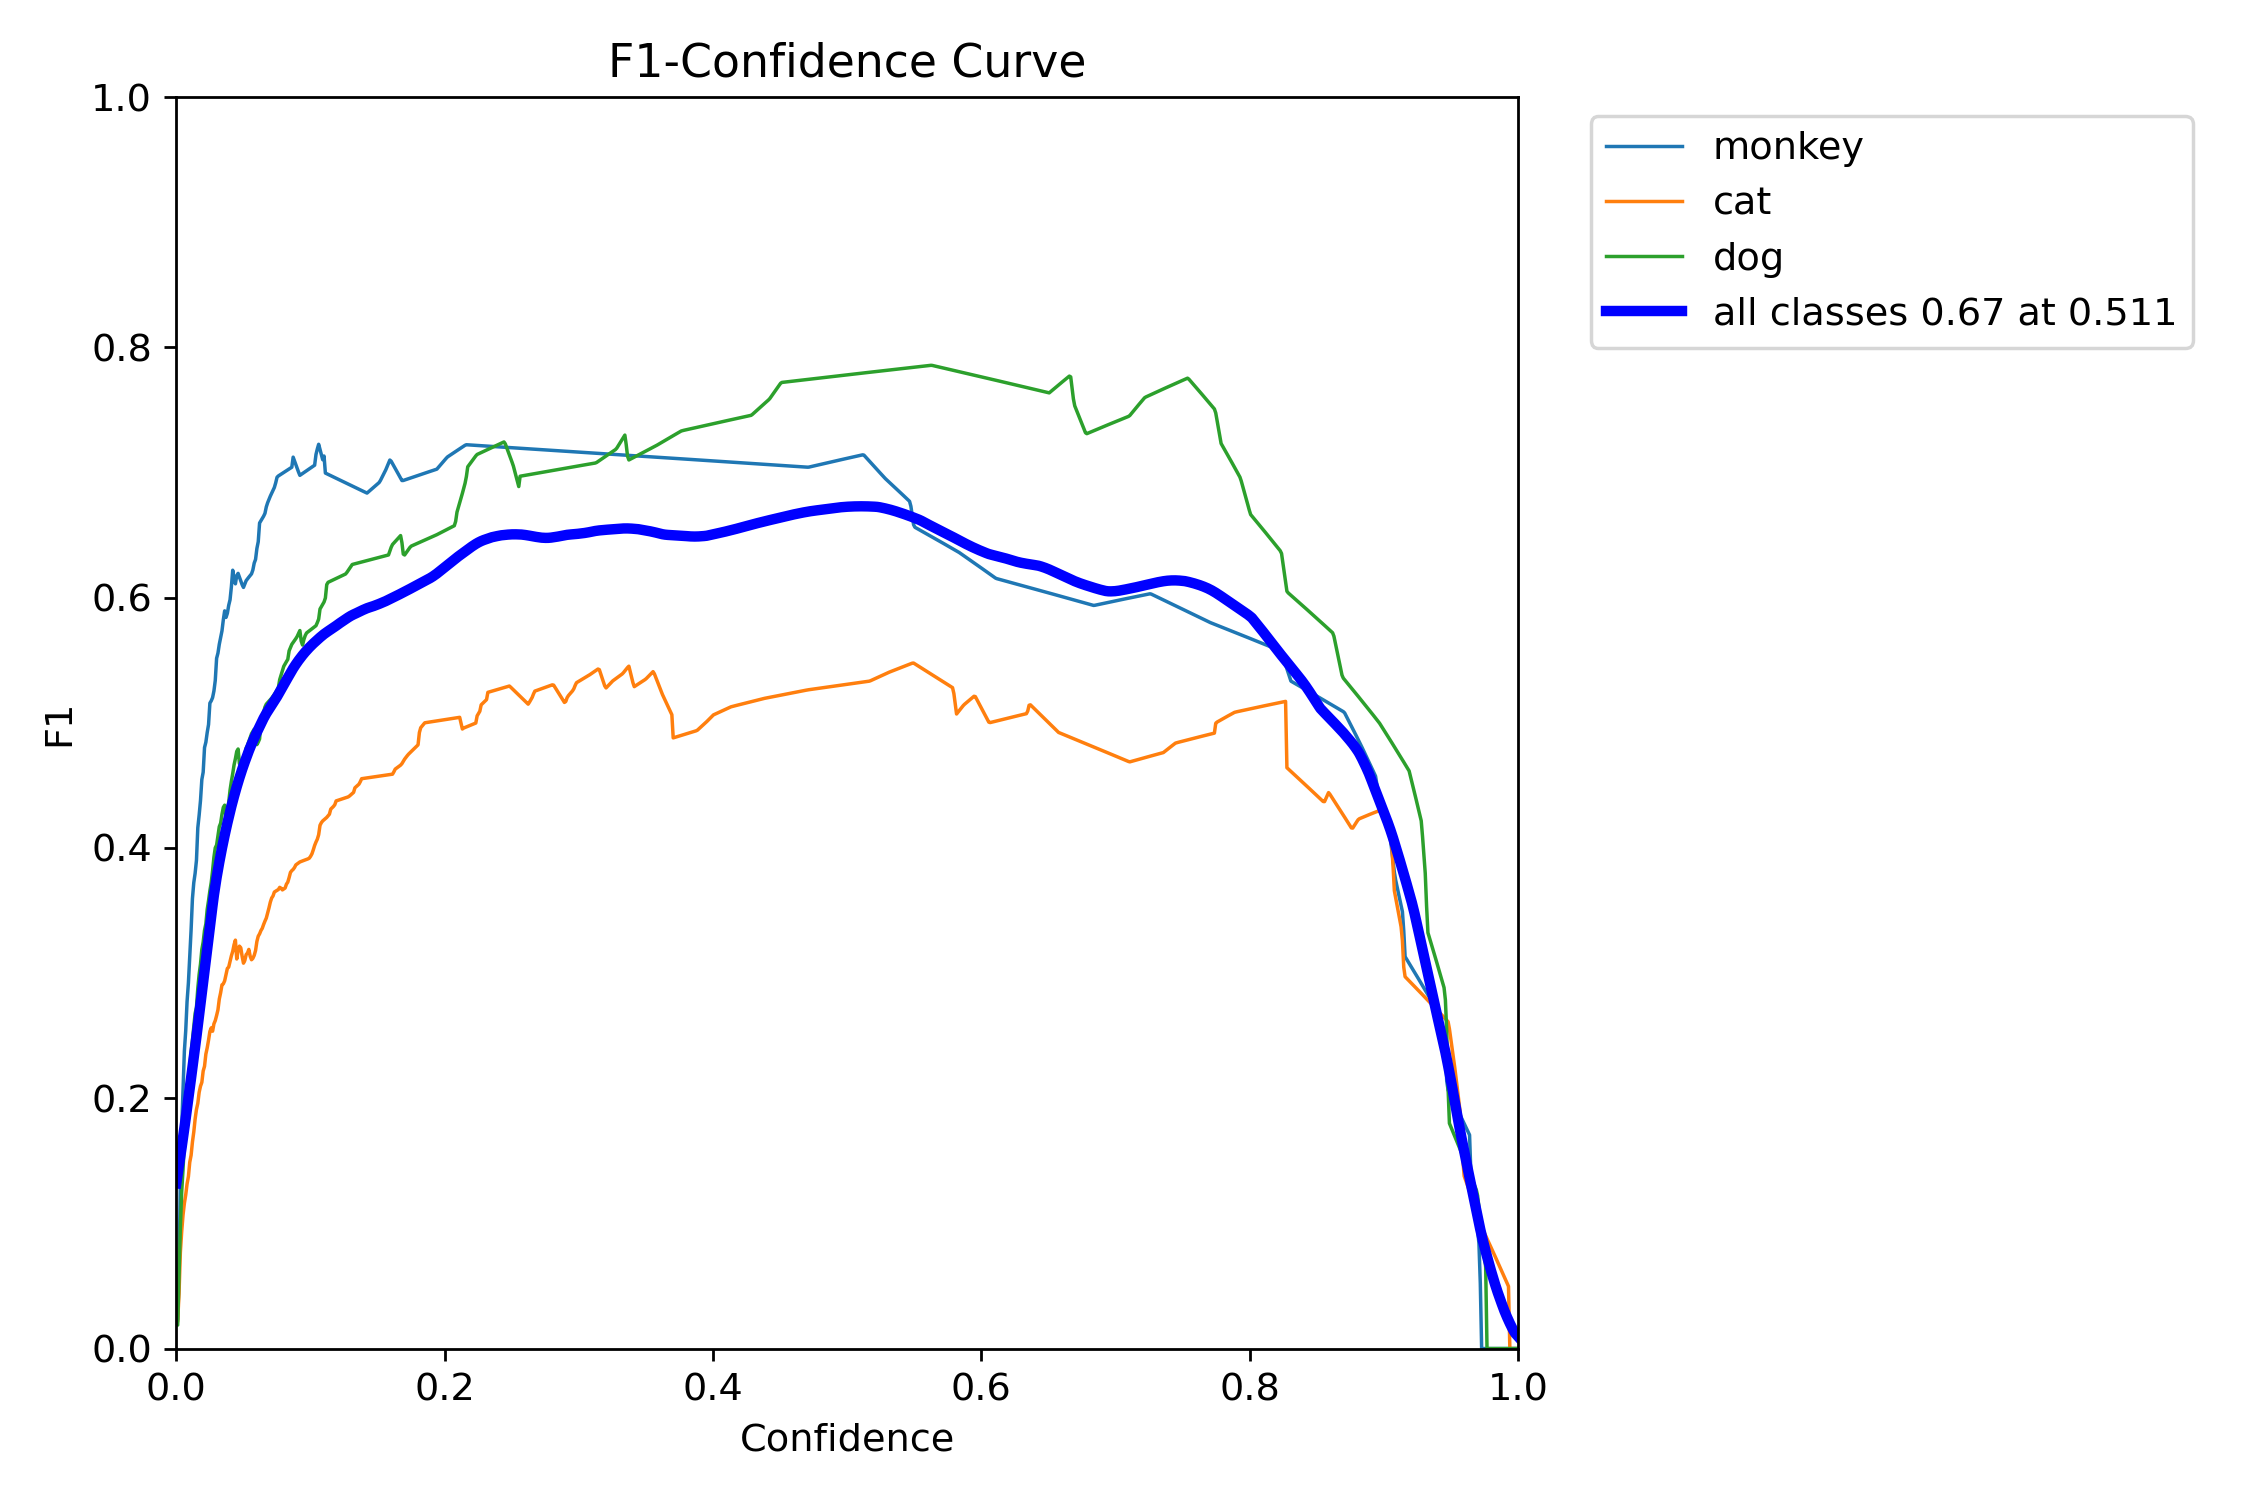 F1-Confidence Curve
1.0
0.8
0.6
0.4
0.2
0.0
F1
0.0 0.2 0.4 0.6 0.8 1.0
Confidence
monkey
cat
dog
all classes 0.67 at 0.511